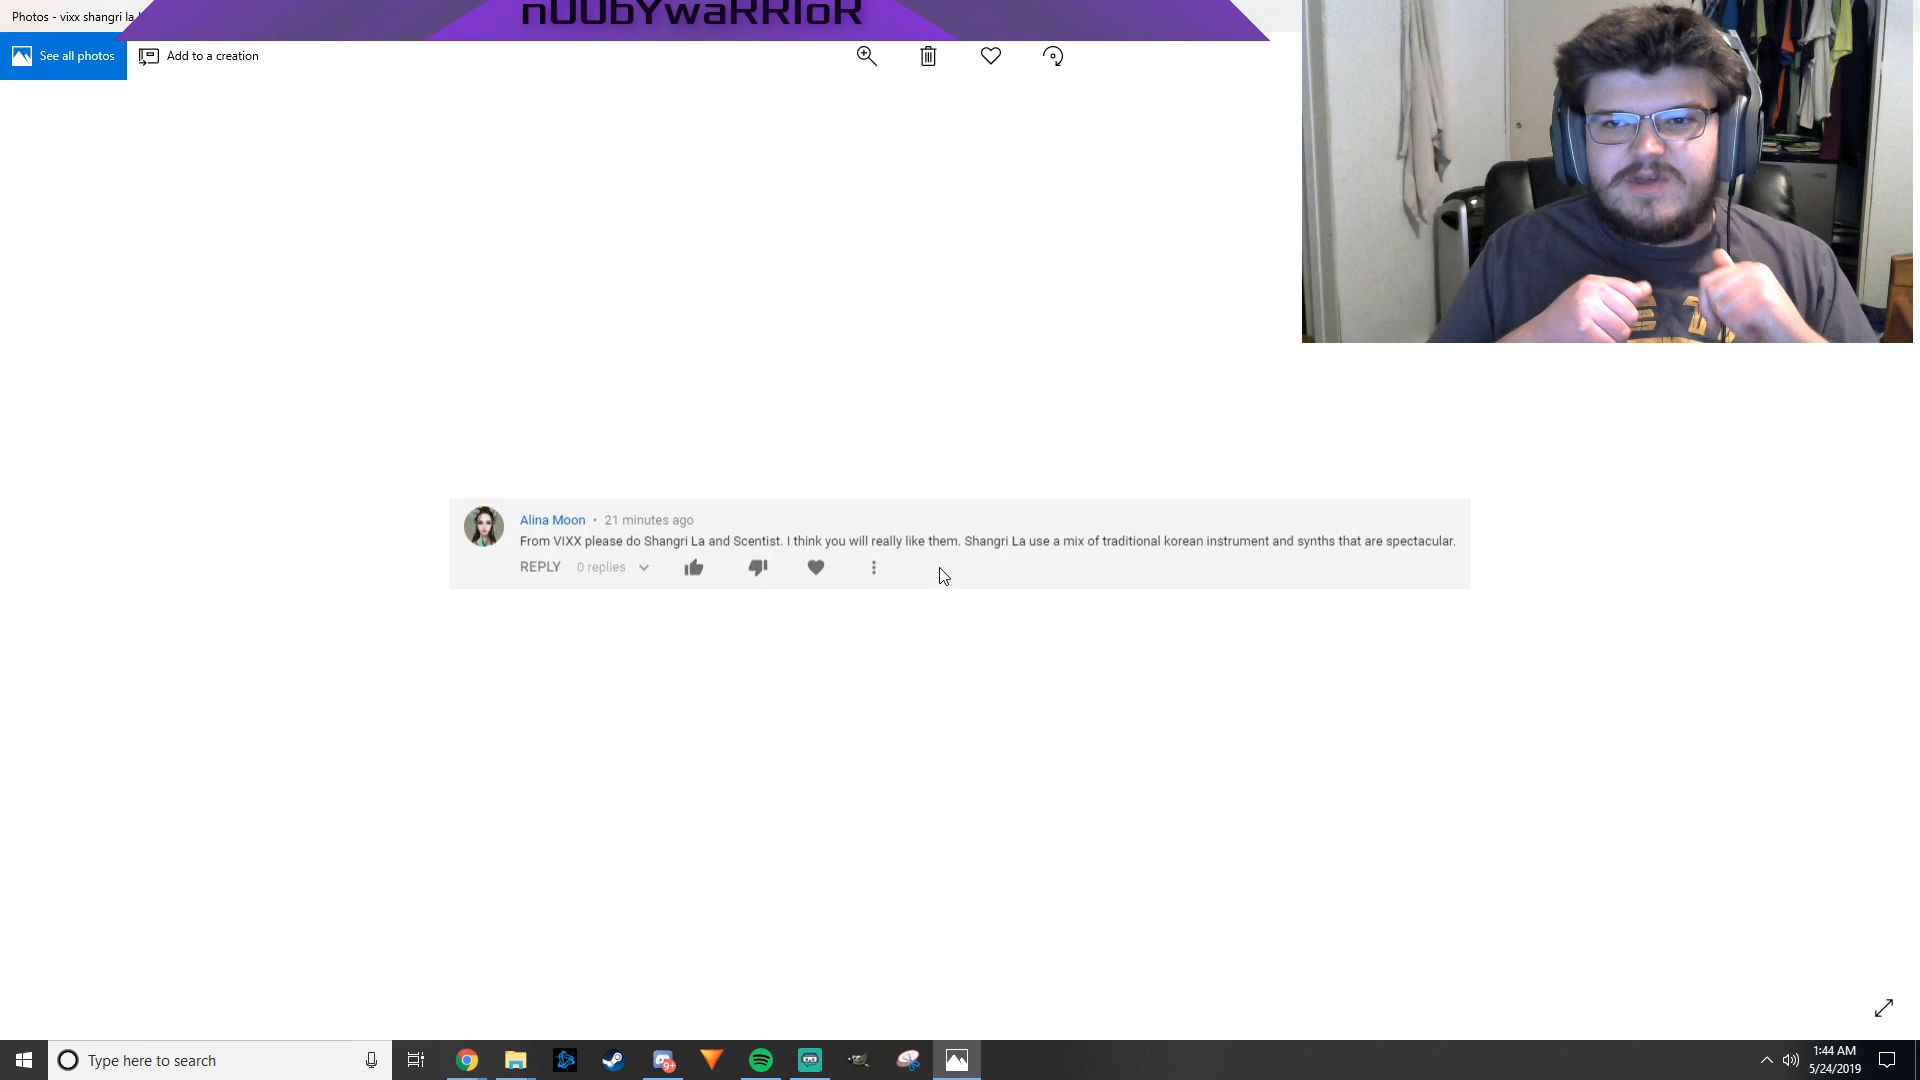 Photos - vixx shangri la
n00bYwaRRIoR
See all photos
Add to a creation
Alina Moon • 21 minutes ago
From VIXX please do Shangri La and Scentist. I think you will really like them. Shangri La use a mix of traditional korean instrument and synths that are spectacular.
REPLY 0 replies
Type here to search
9+
1:44 AM
5/24/2019